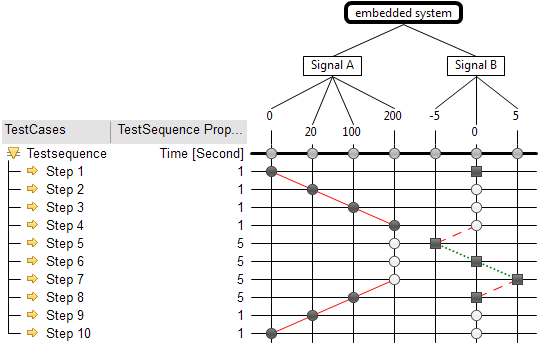 embedded system
Signal A Signal B
0 200 -5 5
20 100 0
TestCases TestSequence Prop...
Testsequence Time [Second]
Step 1 1
Step 2 1
Step 3 1
Step 4 1
Step 5 5
Step 6 5
Step 7 5
Step 8 5
Step 9 1
Step 10 1